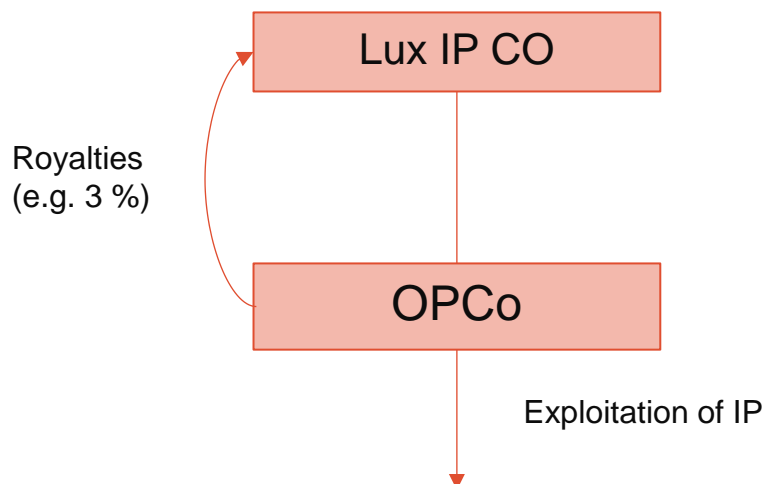 Lux IP CO
Royalties
(e.g. 3 %)
OPCo
Exploitation of IP